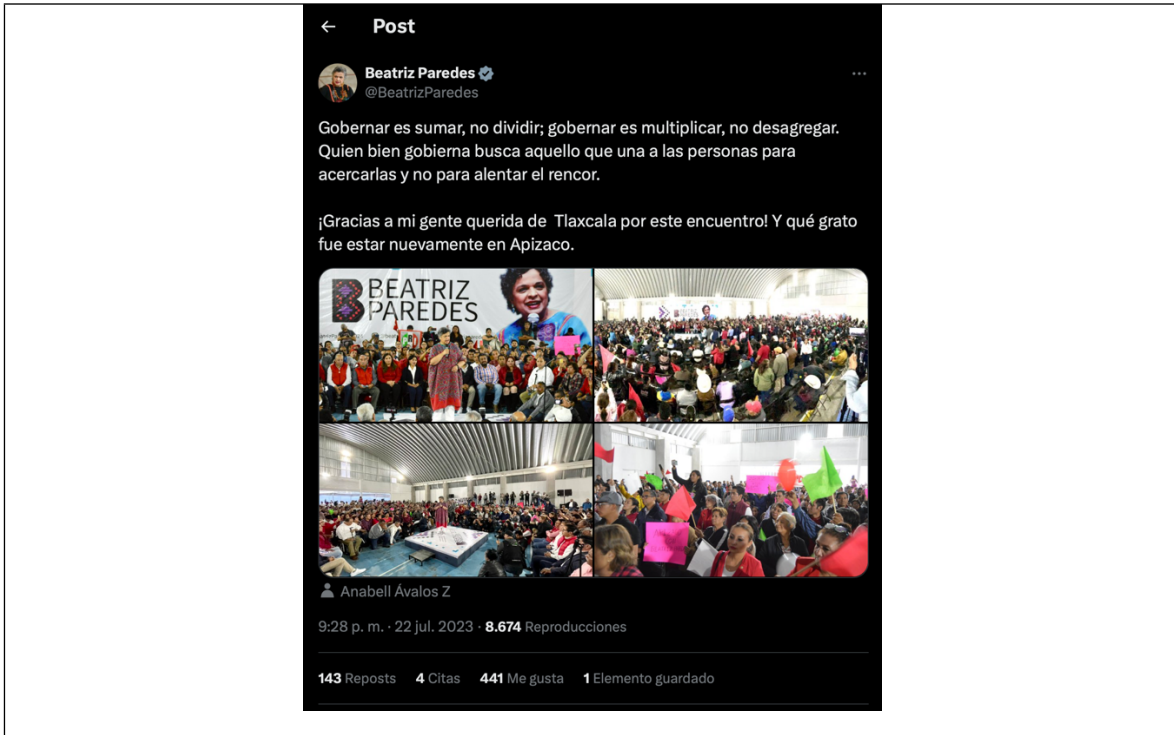 ← Post
Beatriz Paredes
@BeatrizParedes
Gobernar es sumar, no dividir; gobernar es multiplicar, no desagregar.
Quien bien gobierna busca aquello que una a las personas para
acercarlas y no para alentar el rencor.
¡Gracias a mi gente querida de Tlaxcala por este encuentro! Y qué grato
fue estar nuevamente en Apizaco.
B BEATRIZ
PAREDES
Anabell Ávalos Z
9:28 p. m. · 22 jul. 2023 · 8.674 Reproducciones
143 Reposts 4 Citas 441 Me gusta 1 Elemento guardado